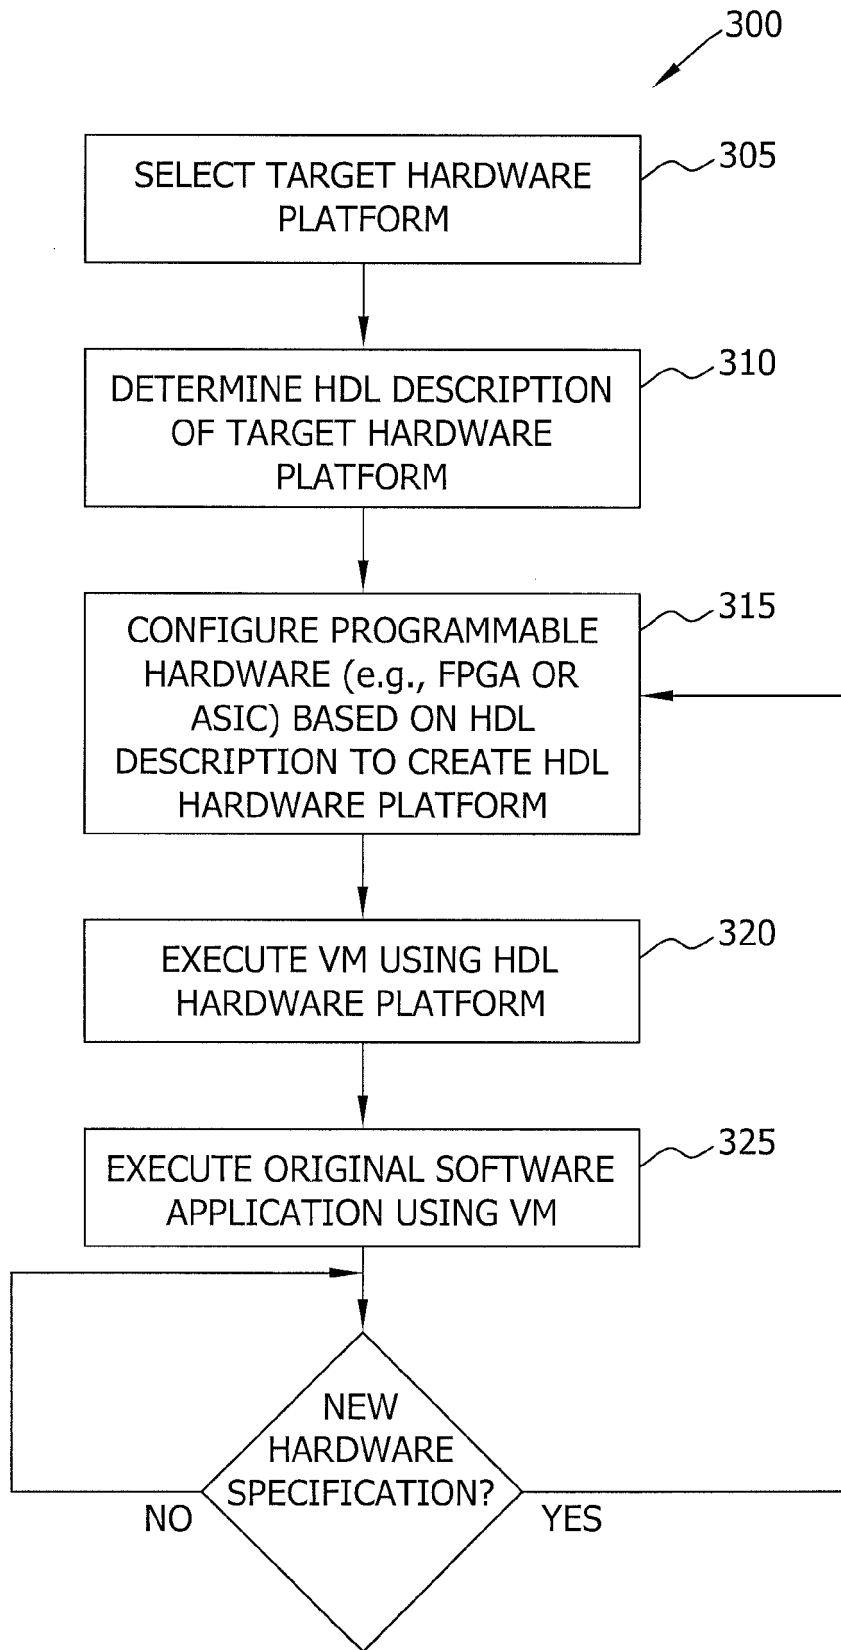 300
SELECT TARGET HARDWARE
PLATFORM
305
DETERMINE HDL DESCRIPTION
OF TARGET HARDWARE
PLATFORM
310
CONFIGURE PROGRAMMABLE
HARDWARE (e.g., FPGA OR
ASIC) BASED ON HDL
DESCRIPTION TO CREATE HDL
HARDWARE PLATFORM
315
EXECUTE VM USING HDL
HARDWARE PLATFORM
320
EXECUTE ORIGINAL SOFTWARE
APPLICATION USING VM
325
NEW
HARDWARE
SPECIFICATION?
NO
YES